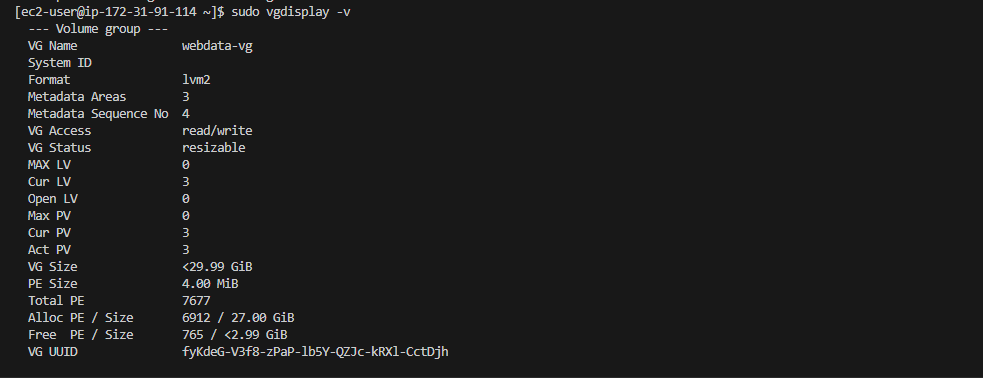 [ec2-user@ip-172-31-91-114 ~]$ sudo vgdisplay -v
--- Volume group ---
VG Name webdata-vg
System ID
Format lvm2
Metadata Areas 3
Metadata Sequence No 4
VG Access read/write
VG Status resizable
MAX LV 0
Cur LV 3
Open LV 0
Max PV 0
Cur PV 3
Act PV 3
VG Size <29.99 GiB
PE Size 4.00 MiB
Total PE 7677
Alloc PE / Size 6912 / 27.00 GiB
Free  PE / Size 765 / <2.99 GiB
VG UUID fyKdeG-V3f8-zPaP-lb5Y-QZJc-kRXl-CctDjh